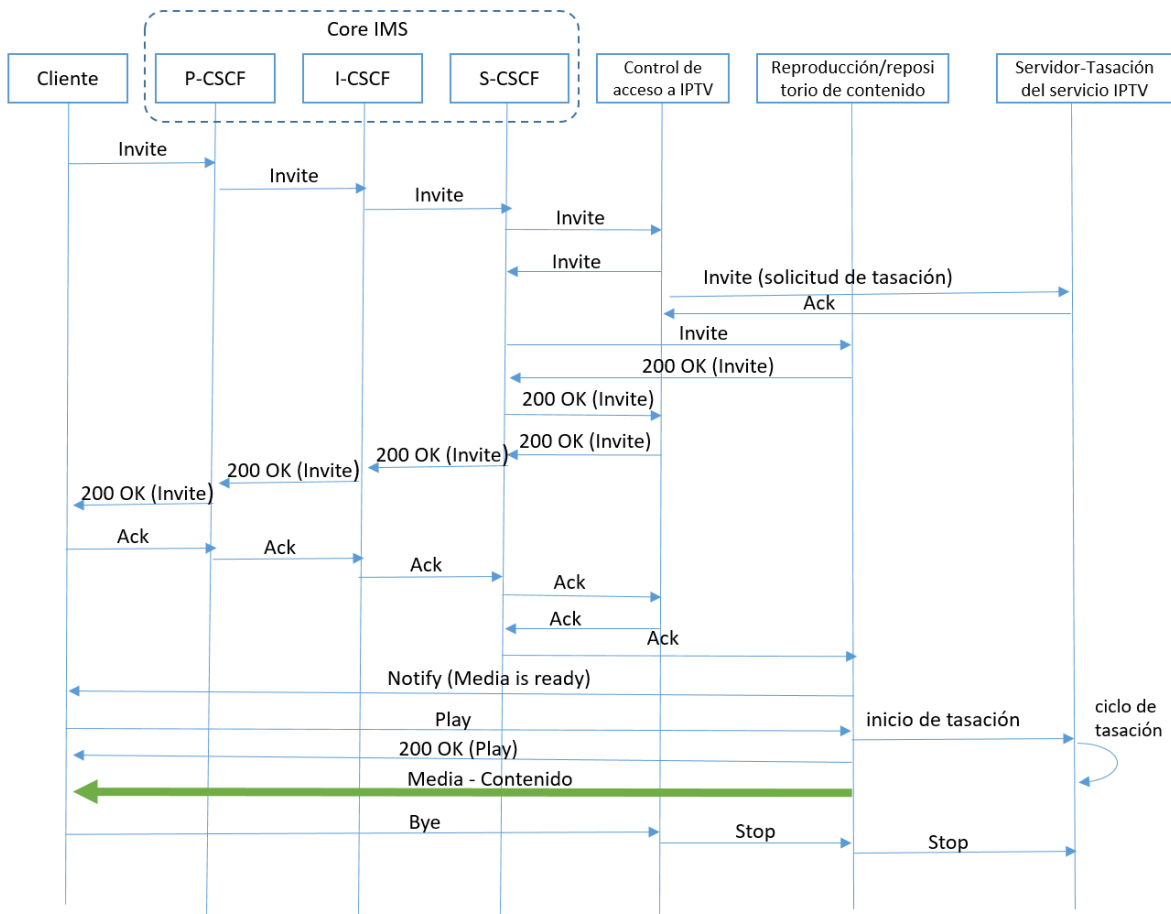 Core IMS
Cliente
P-CSCF
I-CSCF
S-CSCF
Control de
acceso a IPTV
Reproducción/reposi
torio de contenido
Servidor-Tasación
del servicio IPTV
Invite
Invite
Invite
Invite
Invite
Invite (solicitud de tasación)
Ack
Invite
200 OK (Invite)
200 OK (Invite)
200 OK (Invite)
200 OK (Invite)
200 OK (Invite)
200 OK (Invite)
Ack
Ack
Ack
Ack
Ack
Ack
Notify (Media is ready)
Play
inicio de tasación
ciclo de
tasación
200 OK (Play)
Media - Contenido
Bye
Stop
Stop